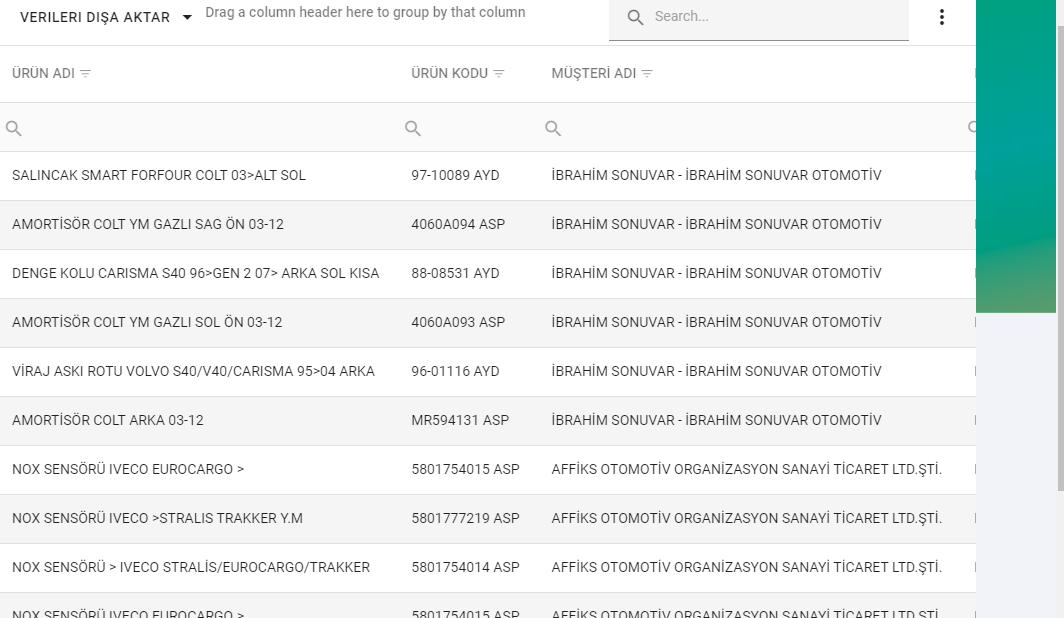 VERILERI DIŞA AKTAR Drag a column header here to group by that column Search...
ÜRÜN ADI ÜRÜN KODU MÜŞTERİ ADI
SALINCAK SMART FORFOUR COLT 03>ALT SOL 97-10089 AYD İBRAHİM SONUVAR - İBRAHİM SONUVAR OTOMOTİV
AMORTİSÖR COLT YM GAZLI SAG ÖN 03-12 4060A094 ASP İBRAHİM SONUVAR - İBRAHİM SONUVAR OTOMOTİV
DENGE KOLU CARISMA S40 96>GEN 2 07> ARKA SOL KISA 88-08531 AYD İBRAHİM SONUVAR - İBRAHİM SONUVAR OTOMOTİV
AMORTİSÖR COLT YM GAZLI SOL ÖN 03-12 4060A093 ASP İBRAHİM SONUVAR - İBRAHİM SONUVAR OTOMOTİV
VİRAJ ASKI ROTU VOLVO S40/V40/CARISMA 95>04 ARKA 96-01116 AYD İBRAHİM SONUVAR - İBRAHİM SONUVAR OTOMOTİV
AMORTİSÖR COLT ARKA 03-12 MR594131 ASP İBRAHİM SONUVAR - İBRAHİM SONUVAR OTOMOTİV
NOX SENSÖRÜ IVECO EUROCARGO > 5801754015 ASP AFFİKS OTOMOTİV ORGANİZASYON SANAYİ TİCARET LTD.ŞTİ.
NOX SENSÖRÜ IVECO >STRALIS TRAKKER Y.M 5801777219 ASP AFFİKS OTOMOTİV ORGANİZASYON SANAYİ TİCARET LTD.ŞTİ.
NOX SENSÖRÜ > IVECO STRALİS/EUROCARGO/TRAKKER 5801754014 ASP AFFİKS OTOMOTİV ORGANİZASYON SANAYİ TİCARET LTD.ŞTİ.
NOX SENSÖRÜ IVECO EUROCARGO > 5801754015 ASP AFFİKS OTOMOTİV ORGANİZASYON SANAYİ TİCARET LTD.ŞTİ.